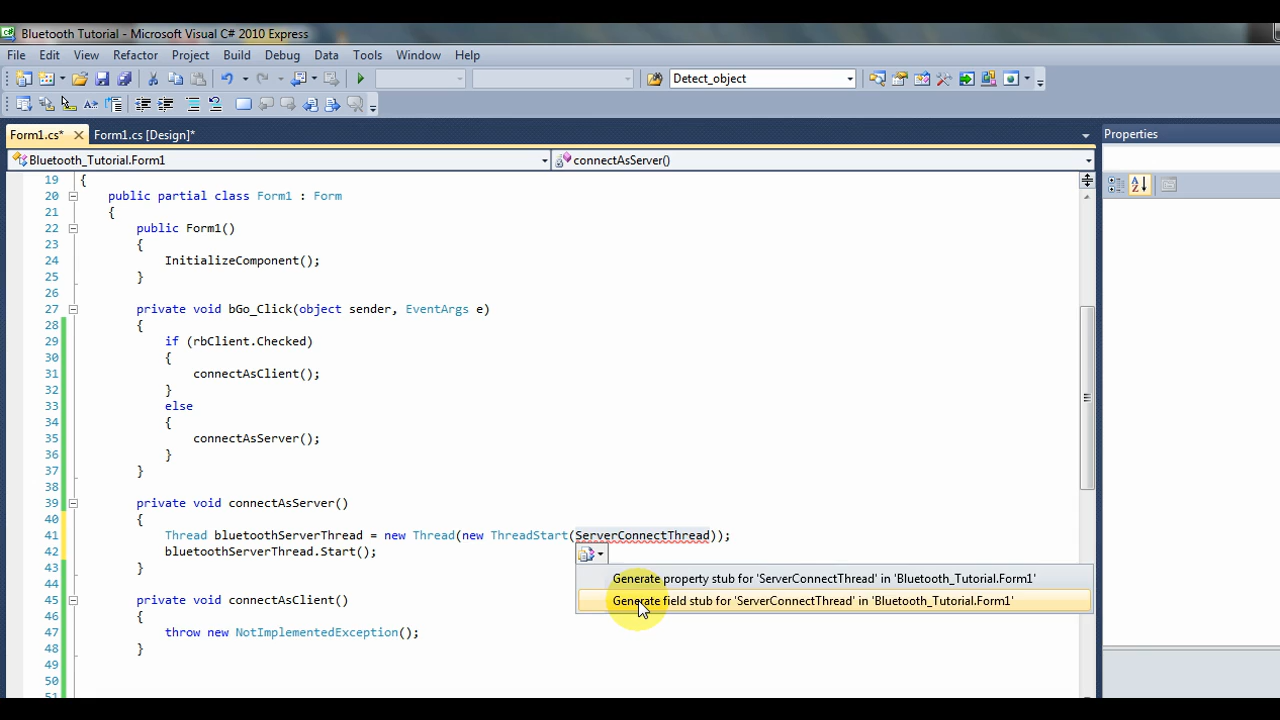 Bluetooth Tutorial - Microsoft Visual C# 2010 Express
File Edit View Refactor Project Build Debug Data Tools Window Help
Detect_object
Form1.cs* Form1.cs [Design]* Properties
Bluetooth_Tutorial.Form1 connectAsServer()
19 {
20 public partial class Form1 : Form
21 {
22 public Form1()
23 {
24 InitializeComponent();
25 }
26
27 private void bGo_Click(object sender, EventArgs e)
28 {
29 if (rbClient.Checked)
30 {
31 connectAsClient();
32 }
33 else
34 {
35 connectAsServer();
36 }
37 }
38
39 private void connectAsServer()
40 {
41 Thread bluetoothServerThread = new Thread(new ThreadStart(ServerConnectThread));
42 bluetoothServerThread.Start();
43 }
Generate property stub for 'ServerConnectThread' in 'Bluetooth_Tutorial.Form1'
Generate field stub for 'ServerConnectThread' in 'Bluetooth_Tutorial.Form1'
44
45 private void connectAsClient()
46 {
47 throw new NotImplementedException();
48 }
49
50
51